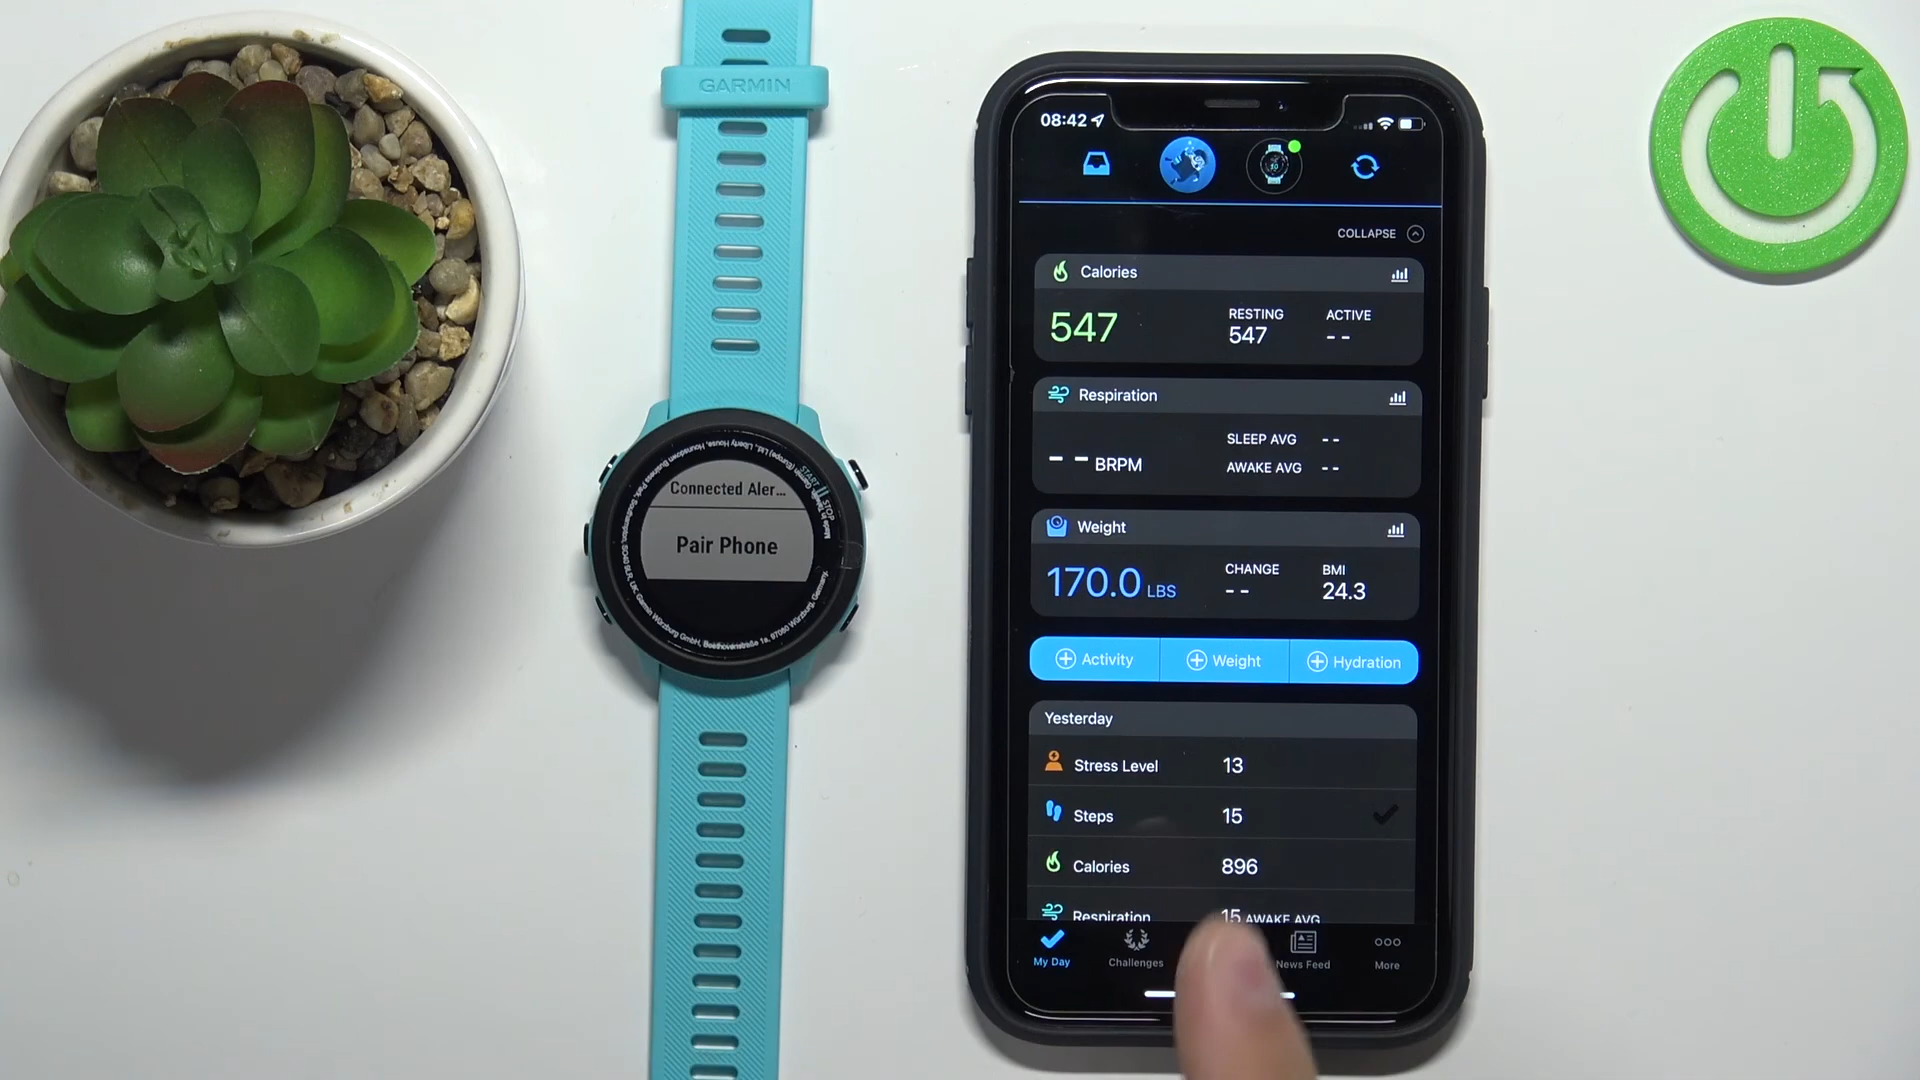 GARMIN
Connected Aler...
Pair Phone
START
STOP
08:42
COLLAPSE
Calories
547
RESTING
547
ACTIVE
--
Respiration
-- BRPM
SLEEP AVG --
AWAKE AVG --
Weight
170.0 LBS
CHANGE
--
BMI
24.3
Activity
Weight
Hydration
Yesterday
Stress Level 13
Steps 15
Calories 896
Respiration 15 AWAKE AVG
My Day
Challenges
News Feed
More